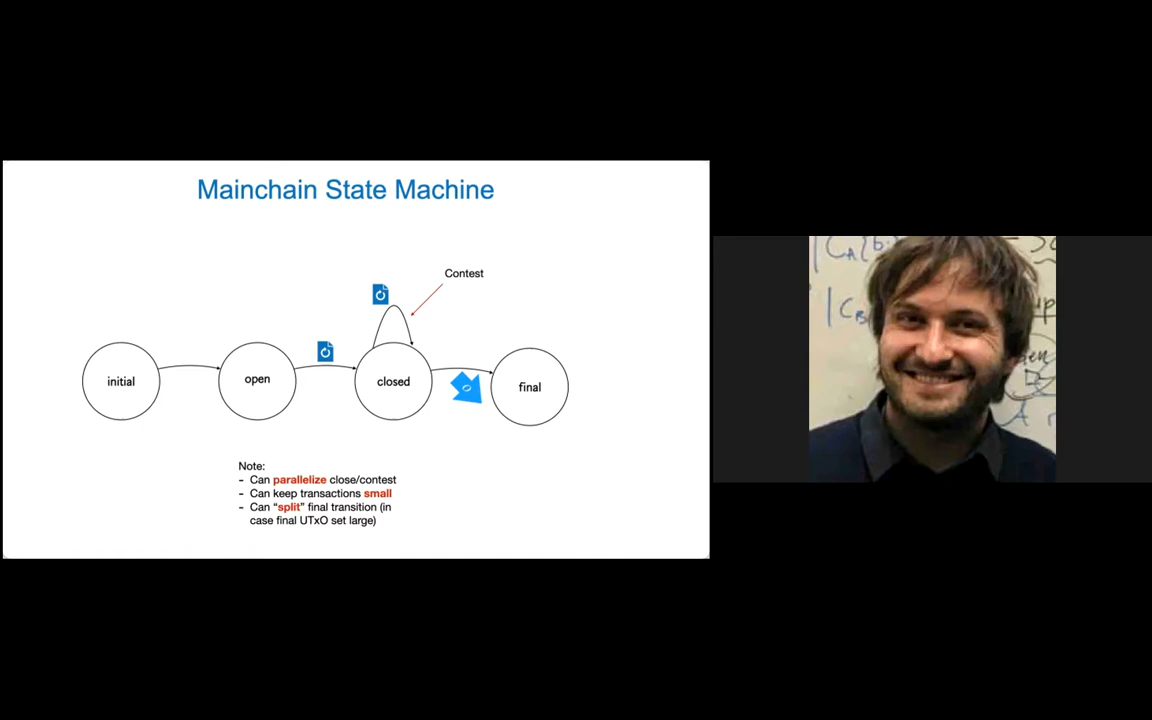 Mainchain State Machine
Contest
initial
open
closed
final
Note:
- Can parallelize close/contest
- Can keep transactions small
- Can “split” final transition (in
case final UTxO set large)